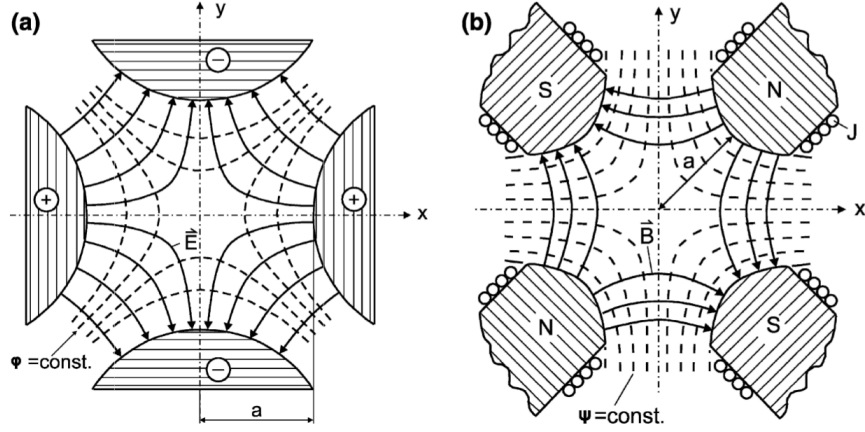 (a)
y
−
+
+
x
E⃗
−
φ =const.
a
(b)
y
S
N
J
a
x
B⃗
N
S
Ψ=const.